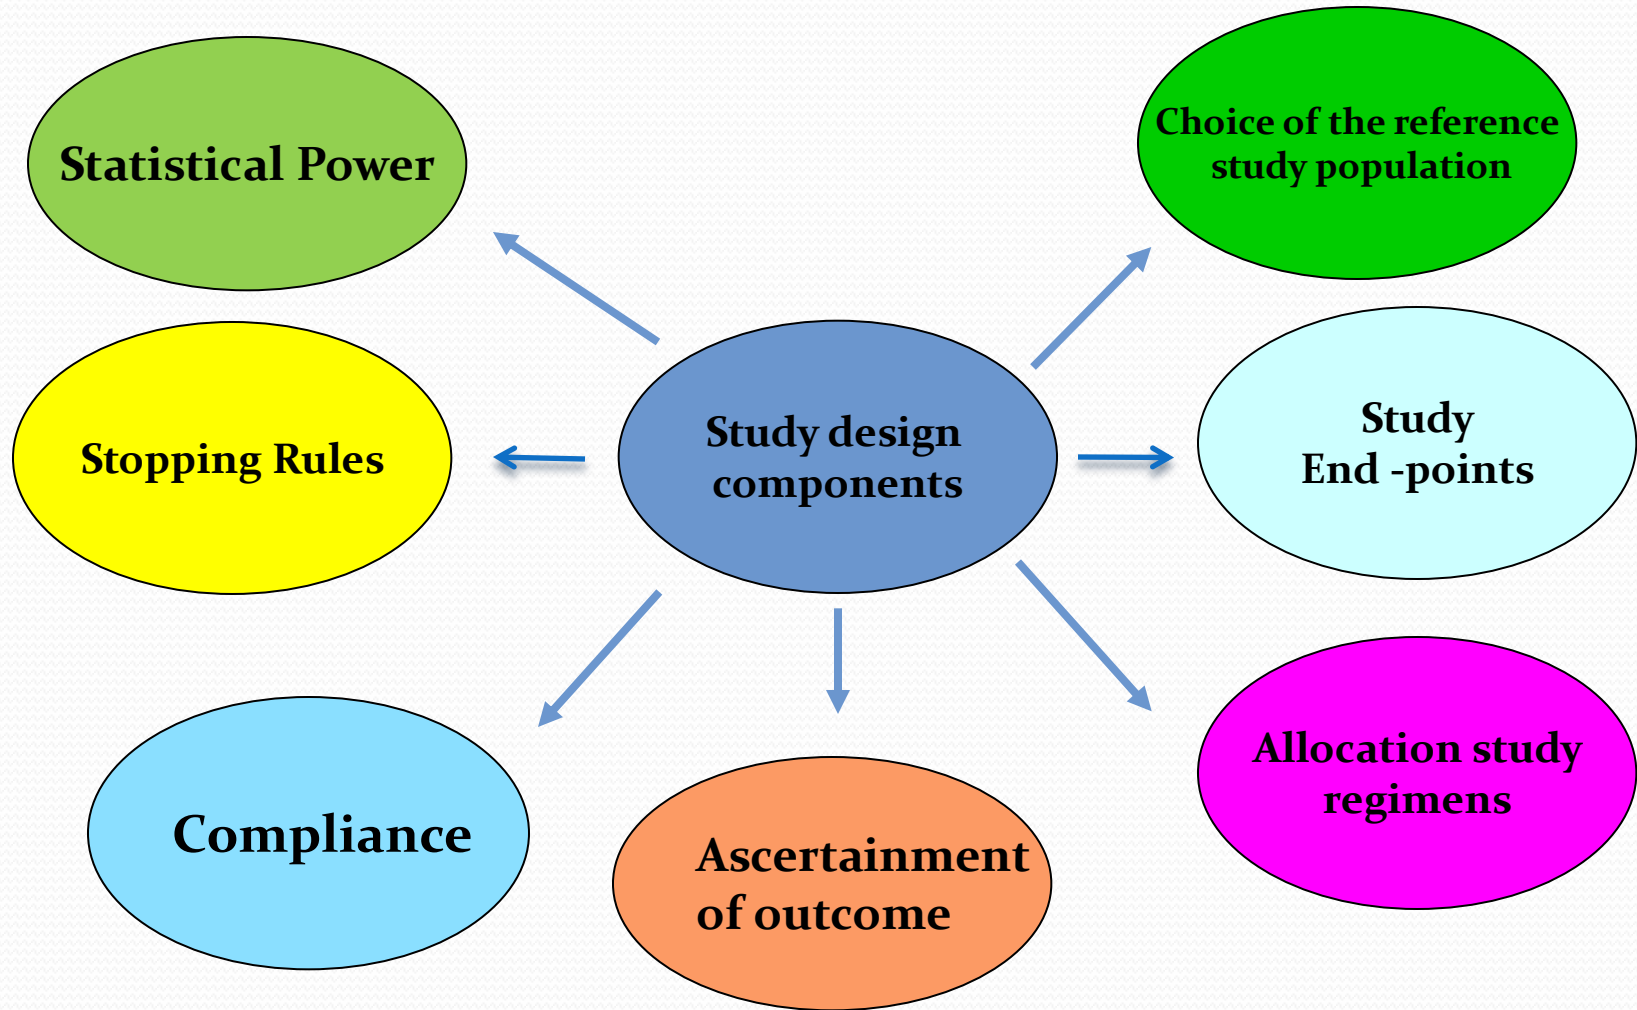 Statistical Power
Choice of the reference
study population
Stopping Rules
Study design
components
Study
End -points
Compliance
Ascertainment
of outcome
Allocation study
regimens